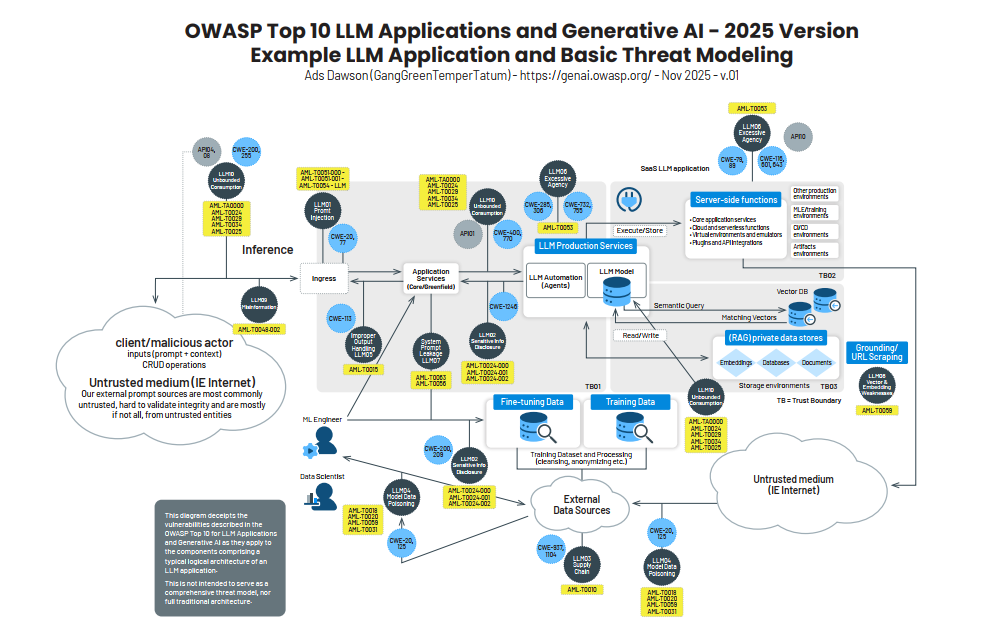 OWASP Top 10 LLM Applications and Generative AI - 2025 Version
Example LLM Application and Basic Threat Modeling
Ads Dawson (GangGreenTemperTatum) - https://genai.owasp.org/ - Nov 2025 - v.01
AML-T0053
LLM06
Excessive
Agency
API10
CWE-79,
89
CWE-116,
601, 643
SaaS LLM application
API04,
08
CWE-200,
255
LLM10
Unbounded
Consumption
AML-TA0000
AML-T0024
AML-T0029
AML-T0034
AML-T0025
Inference
AML-T0051-000 -
AML-T0051-001 -
AML-T0054 - LLM
LLM01
Promt
Injection
CWE-20,
77
AML-TA0000
AML-T0024
AML-T0029
AML-T0034
AML-T0025
LLM10
Unbounded
Consumption
API01
CWE-400,
770
LLM06
Excessive
Agency
CWE-285,
306
CWE-732,
755
AML-T0053
Execute/Store
Server-side functions
• Core application services
• Cloud and serverless functions
• Virtual environments and emulators
• Plugins and API Integrations
Other production
environments
MLE/training
environments
CI/CD
environments
Artifacts
environments
TB02
Ingress
Application
Services
(Core/Greenfield)
LLM Production Services
LLM Automation
(Agents)
LLM Model
LLM09
Misinformation
AML-T0048-002
CWE-113
Improper
Output
Handling
LLM05
AML-T0015
System
Prompt
Leakage
LLM07
AML-T0063
AML-T0056
CWE-1246
LLM02
Sensitive Info
Disclosure
AML-T0024-000
AML-T0024-001
AML-T0024-002
TB01
Vector DB
Semantic Query
Matching Vectors
Read/Write
(RAG) private data stores
Embeddings
Databases
Documents
Storage environments
TB03
TB = Trust Boundary
Grounding/
URL Scraping
LLM08
Vector &
Embedding
Weaknesses
AML-T0059
client/malicious actor
inputs (prompt + context)
CRUD operations
Untrusted medium (IE Internet)
Our external prompt sources are most commonly
untrusted, hard to validate integrity and are mostly
if not all, from untrusted entities
LLM10
Unbounded
Consumption
AML-TA0000
AML-T0024
AML-T0029
AML-T0034
AML-T0025
ML Engineer
Data Scientist
Fine-tuning Data
Training Data
Training Dataset and Processing
(cleansing, anonymizing etc.)
CWE-200,
209
LLM02
Sensitive Info
Disclosure
AML-T0024-000
AML-T0024-001
AML-T0024-002
LLM04
Model Data
Poisoning
AML-T0018
AML-T0020
AML-T0059
AML-T0031
CWE-20,
125
External
Data Sources
Untrusted medium
(IE Internet)
CWE-937,
1104
LLM03
Supply
Chain
AML-T0010
CWE-20,
125
LLM04
Model Data
Poisoning
AML-T0018
AML-T0020
AML-T0059
AML-T0031
This diagram deceipts the
vulnerabilities described in the
OWASP Top 10 for LLM Applications
and Generative AI as they apply to
the components comprising a
typical logical architecture of an
LLM application.
This is not intended to serve as a
comprehensive threat model, nor
full traditional architecture.